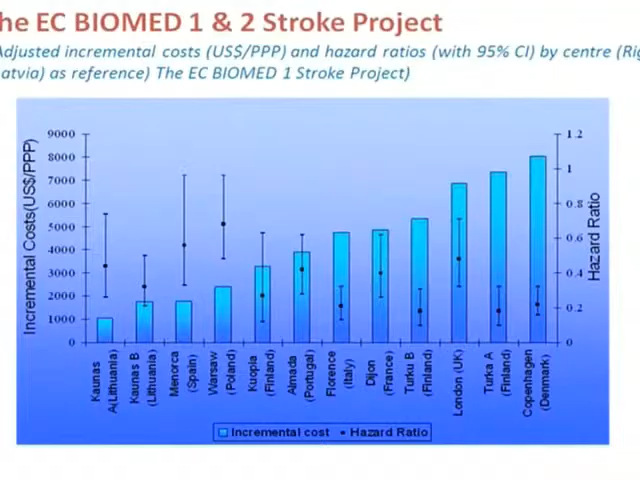 he EC BIOMED 1 & 2 Stroke Project
Adjusted incremental costs (US$/PPP) and hazard ratios (with 95% CI) by centre (Rig
atvia) as reference) The EC BIOMED 1 Stroke Project)
Incremental Costs(US$/PPP)
9000
8000
7000
6000
5000
4000
3000
2000
1000
0
1.2
1
0.8
0.6
0.4
0.2
0
Hazard Ratio
Kaunas
A(Lithuania)
Kaunas B
(Lithuania)
Menorca
(Spain)
Warsaw
(Poland)
Kuopia
(Finland)
Almada
(Portugal)
Florence
(Italy)
Dijon
(France)
Turku B
(Finland)
London (UK)
Turka A
(Finland)
Copenhagen
(Denmark)
Incremental cost
Hazard Ratio